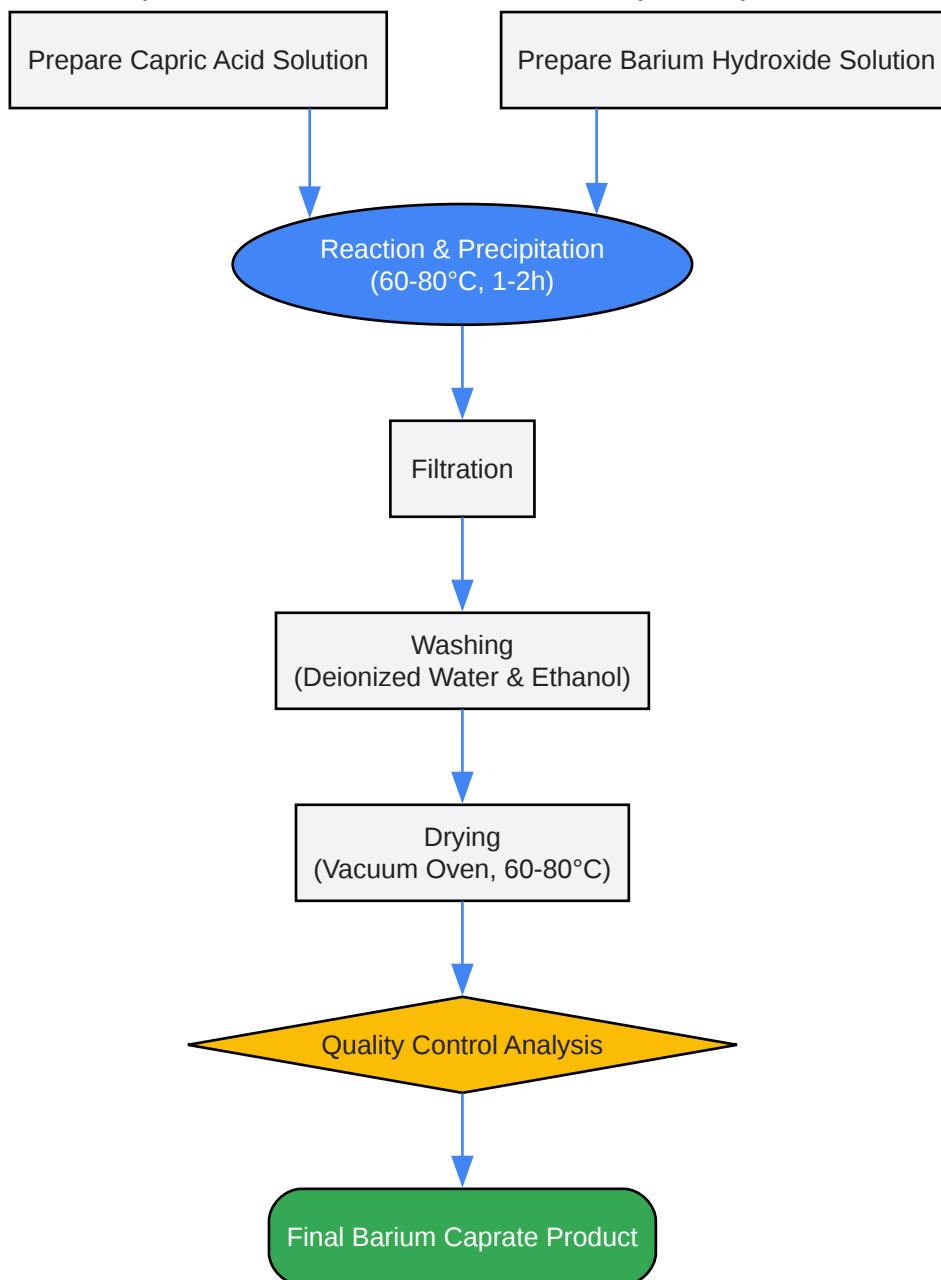 Prepare Capric Acid Solution
Prepare Barium Hydroxide Solution
Reaction & Precipitation
(60-80°C, 1-2h)
Filtration
Washing
(Deionized Water & Ethanol)
Drying
(Vacuum Oven, 60-80°C)
Quality Control Analysis
Final Barium Caprate Product